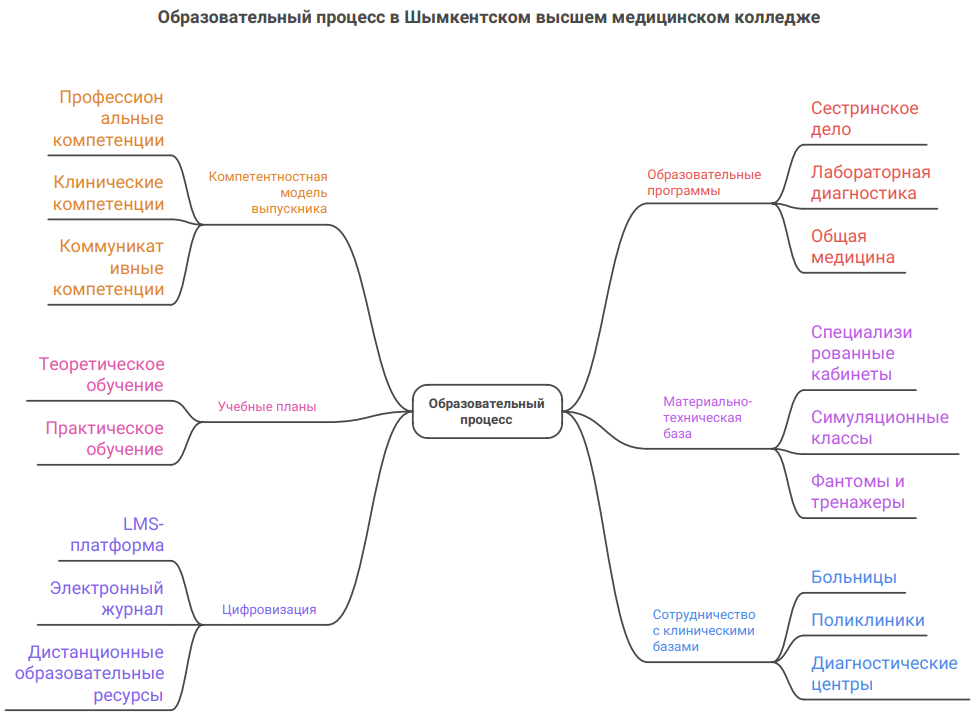 Образовательный процесс в Шымкентском высшем медицинском колледже
Профессион
альные
компетенции
Клинические
компетенции
Коммуникат
ивные
компетенции
Компетентностная
модель
выпускника
Теоретическое
обучение
Практическое
обучение
Учебные планы
LMS-
платформа
Электронный
журнал
Дистанционные
образовательные
ресурсы
Цифровизация
Образовательный
процесс
Образовательные
программы
Сестринское
дело
Лабораторная
диагностика
Общая
медицина
Материально-
техническая
база
Специализи
рованные
кабинеты
Симуляционные
классы
Фантомы и
тренажеры
Сотрудничество
с клиническими
базами
Больницы
Поликлиники
Диагностические
центры